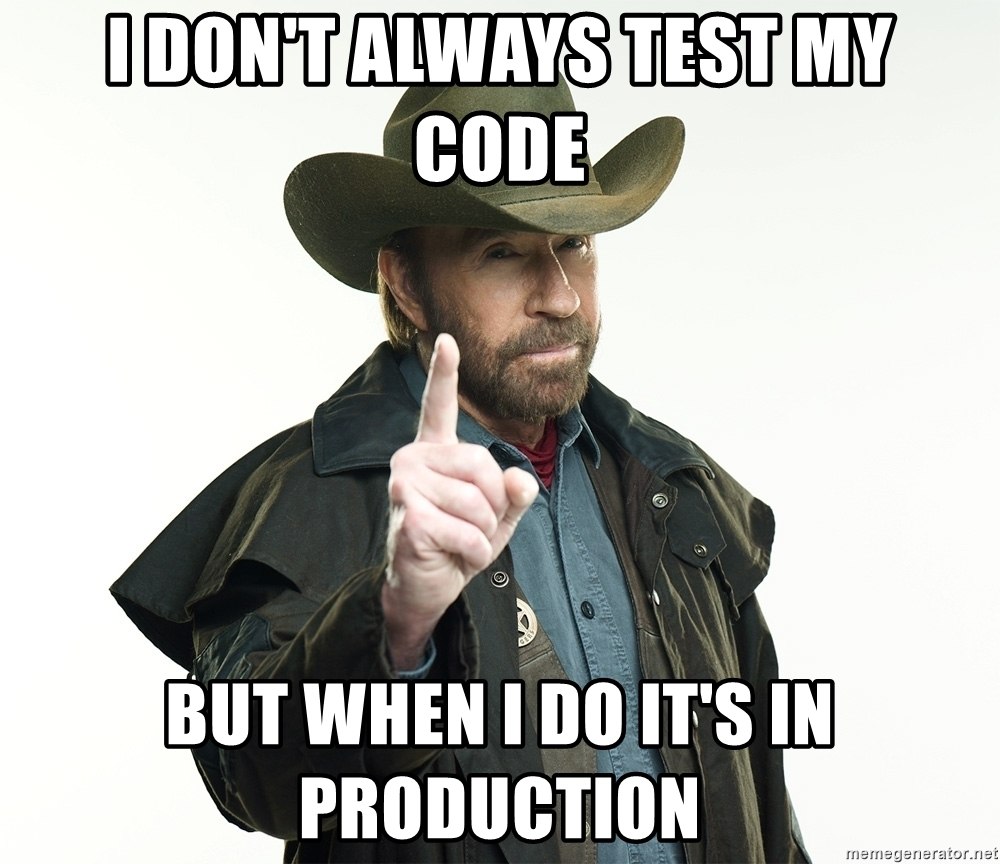 I DON'T ALWAYS TEST MY
CODE
BUT WHEN I DO IT'S IN
PRODUCTION
memegenerator.net